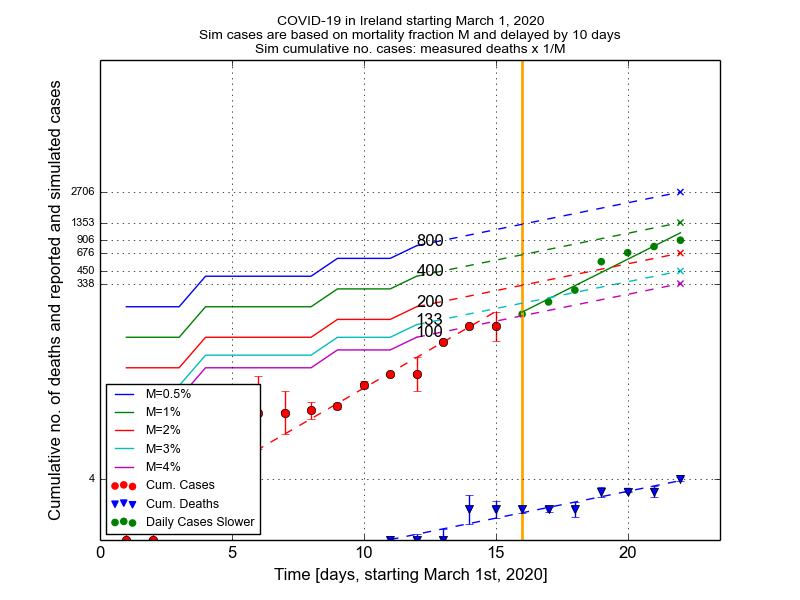 COVID-19 in Ireland starting March 1, 2020
Sim cases are based on mortality fraction M and delayed by 10 days
Sim cumulative no. cases: measured deaths x 1/M
Cumulative no. of deaths and reported and simulated cases
2706
1353
906
676
450
338
4
800
400
200
133
100
M=0.5%
M=1%
M=2%
M=3%
M=4%
Cum. Cases
Cum. Deaths
Daily Cases Slower
0 5 10 15 20
Time [days, starting March 1st, 2020]